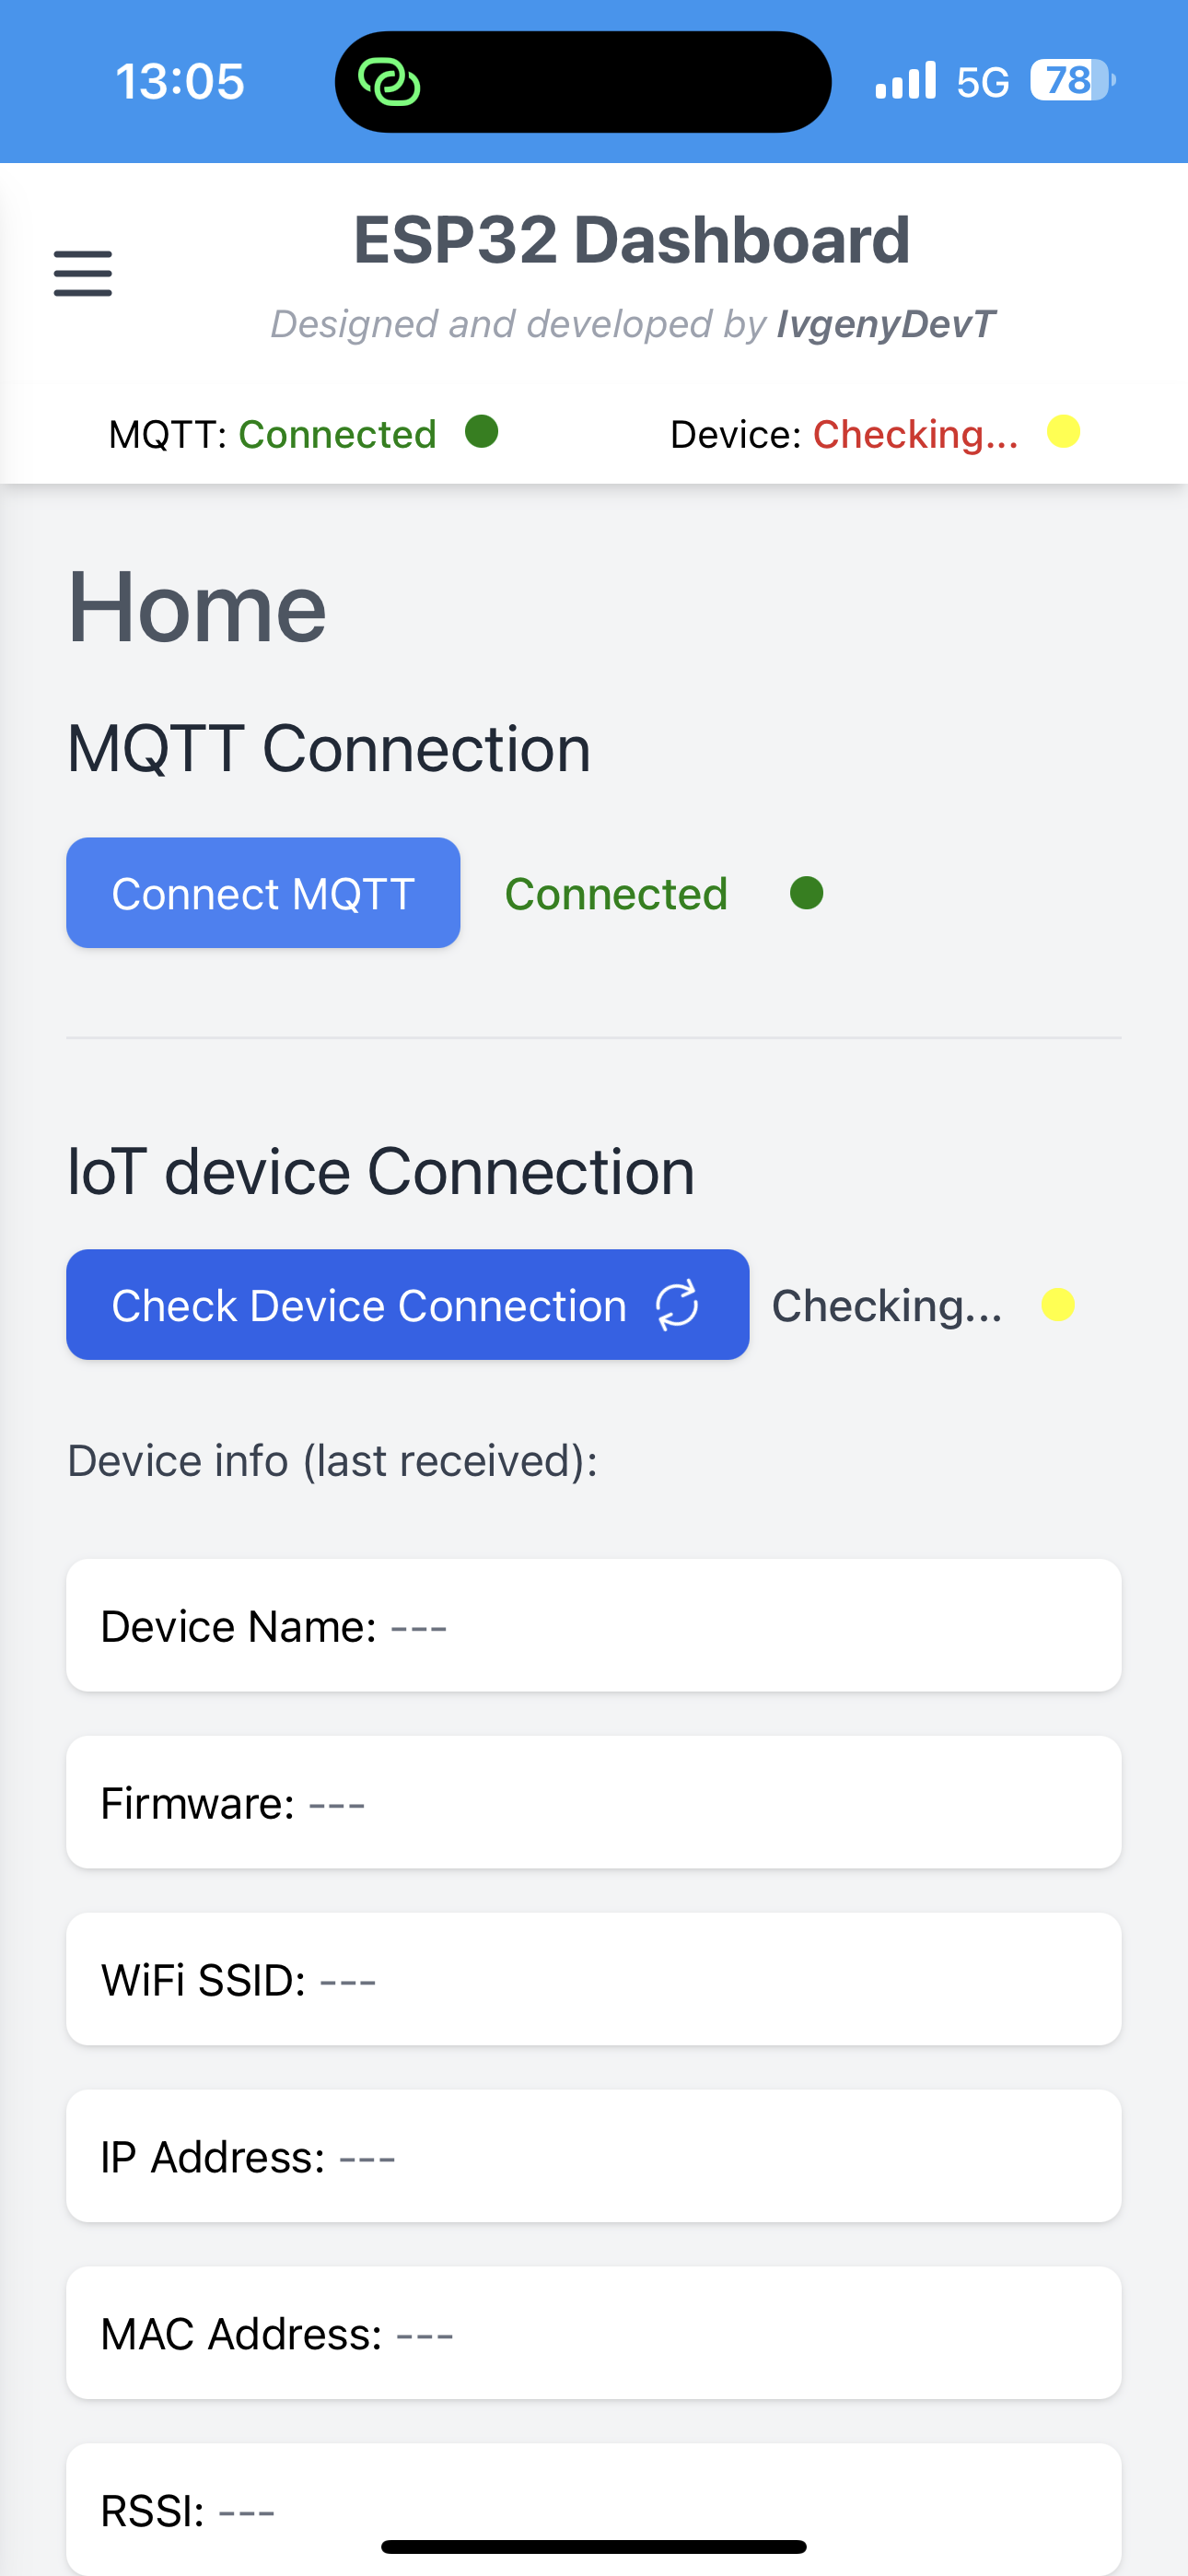 13:05
5G
78
ESP32 Dashboard
Designed and developed by IvgenyDevT
MQTT: Connected
Device: Checking...
Home
MQTT Connection
Connect MQTT
Connected
IoT device Connection
Check Device Connection
Checking...
Device info (last received):
Device Name: ---
Firmware: ---
WiFi SSID: ---
IP Address: ---
MAC Address: ---
RSSI: ---